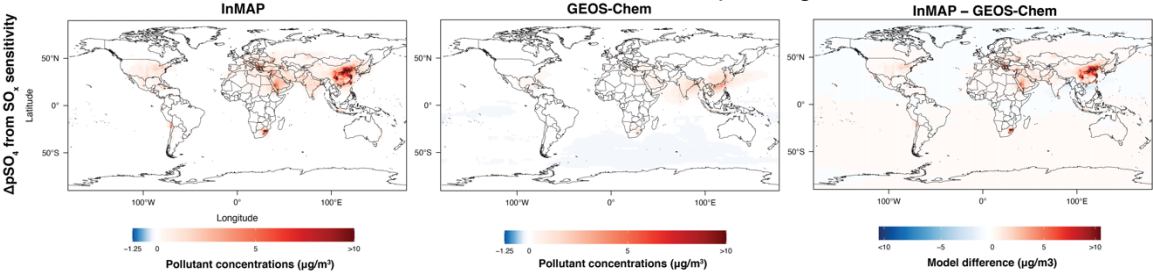 InMAP
GEOS-Chem
InMAP – GEOS-Chem
ΔpSO₄ from SOₓ sensitivity
Latitude
50°N
0°
50°S
100°W
0°
100°E
Longitude
50°N
0°
50°S
100°W
0°
100°E
50°N
0°
50°S
100°W
0°
100°E
−1.25
0
5
>10
Pollutant concentrations (μg/m³)
−1.25
0
5
>10
Pollutant concentrations (μg/m³)
<10
−5
0
5
>10
Model difference (μg/m3)